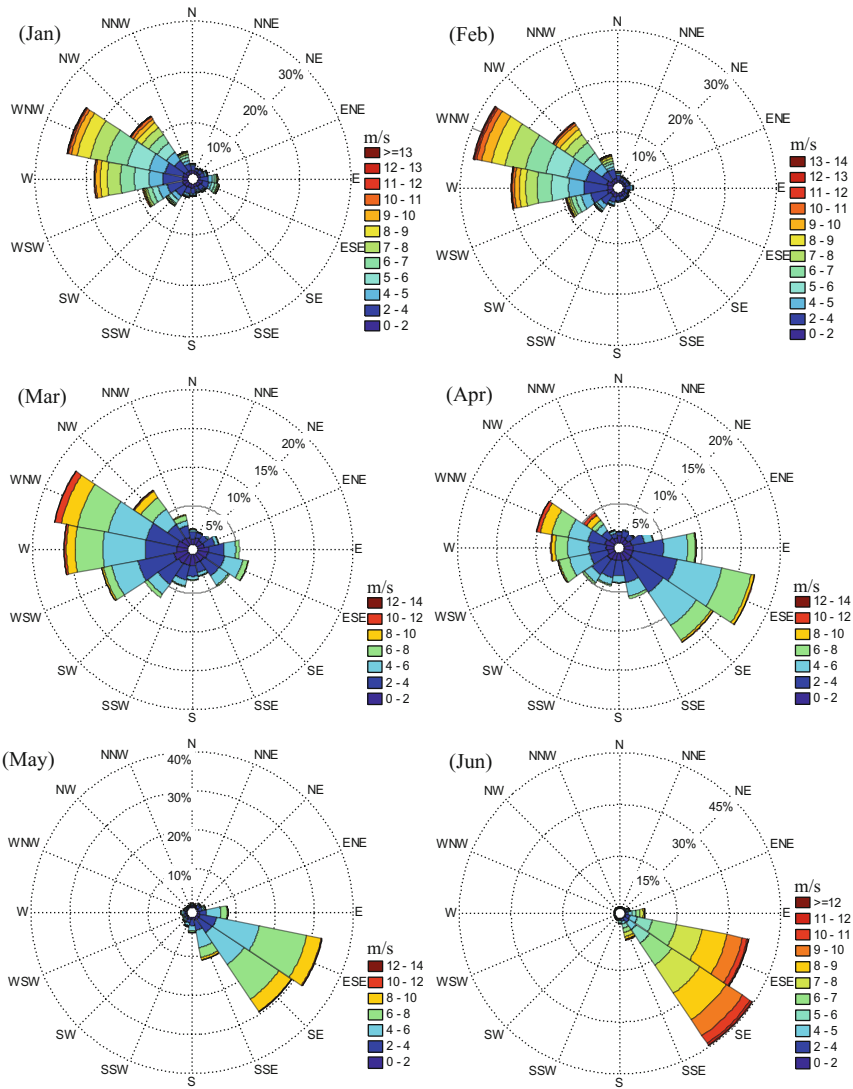 (Jan)
N
NNE
NE
ENE
E
ESE
SE
SSE
S
SSW
SW
WSW
W
WNW
NW
NNW
10%
20%
30%
m/s
>=13
12 - 13
11 - 12
10 - 11
9 - 10
8 - 9
7 - 8
6 - 7
5 - 6
4 - 5
2 - 4
0 - 2
(Feb)
N
NNE
NE
ENE
E
ESE
SE
SSE
S
SSW
SW
WSW
W
WNW
NW
NNW
10%
20%
30%
m/s
13 - 14
12 - 13
11 - 12
10 - 11
9 - 10
8 - 9
7 - 8
6 - 7
5 - 6
4 - 5
2 - 4
0 - 2
(Mar)
N
NNE
NE
ENE
E
ESE
SE
SSE
S
SSW
SW
WSW
W
WNW
NW
NNW
5%
10%
15%
20%
m/s
12 - 14
10 - 12
8 - 10
6 - 8
4 - 6
2 - 4
0 - 2
(Apr)
N
NNE
NE
ENE
E
ESE
SE
SSE
S
SSW
SW
WSW
W
WNW
NW
NNW
5%
10%
15%
20%
m/s
12 - 14
10 - 12
8 - 10
6 - 8
4 - 6
2 - 4
0 - 2
(May)
N
NNE
NE
ENE
E
ESE
SE
SSE
S
SSW
SW
WSW
W
WNW
NW
NNW
10%
20%
30%
40%
m/s
12 - 14
10 - 12
8 - 10
6 - 8
4 - 6
2 - 4
0 - 2
(Jun)
N
NNE
NE
ENE
E
ESE
SE
SSE
S
SSW
SW
WSW
W
WNW
NW
NNW
15%
30%
45%
m/s
>=12
11 - 12
10 - 11
9 - 10
8 - 9
7 - 8
6 - 7
5 - 6
4 - 5
2 - 4
0 - 2